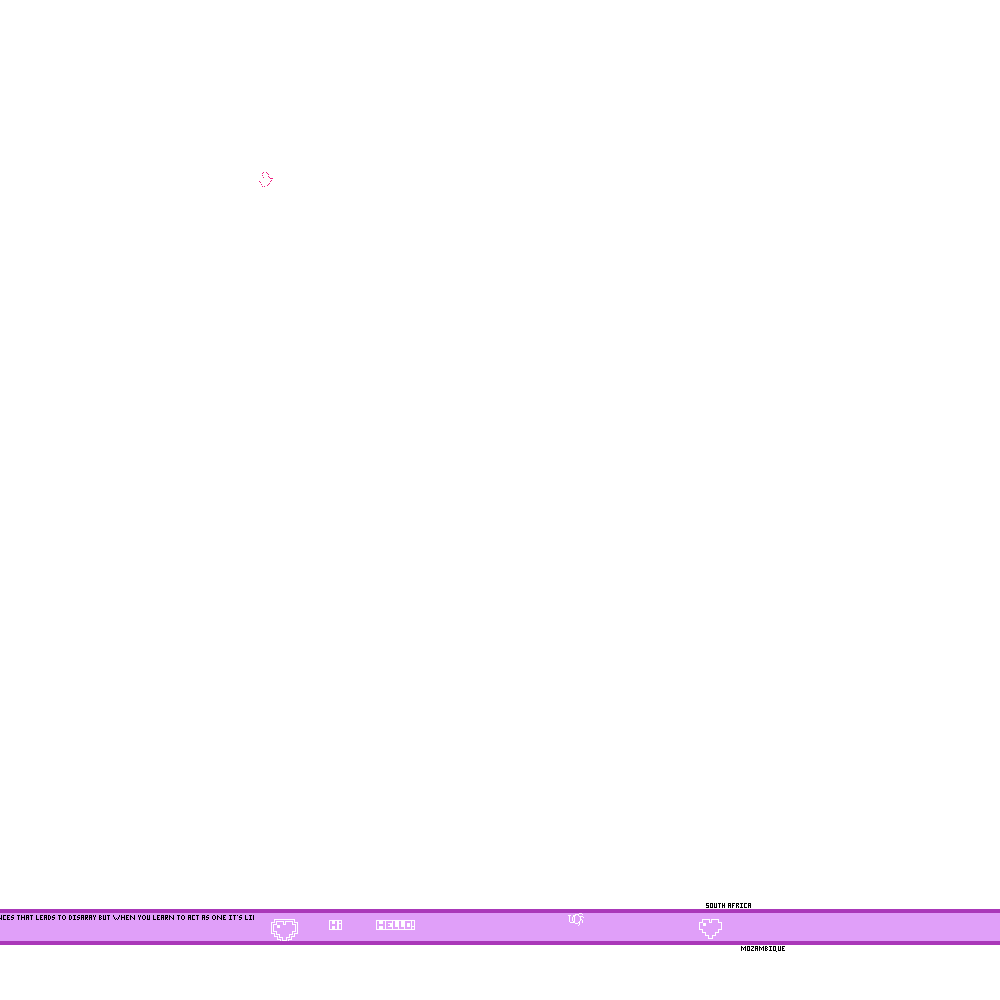 SOUTH AFRICA
NCES THAT LEADS TO DISARAY BUT WHEN YOU LEARN TO ACT AS ONE IT'S LI
Hi
HELLO!
MOZAMBIQUE